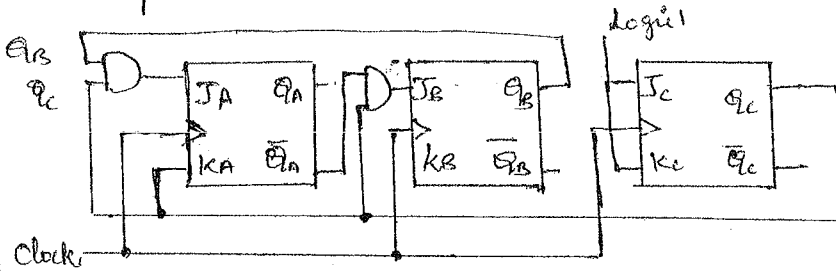 Logic 1
QB
QC
JA QA JB QB JC QC
KA Q̅A KB Q̅B KC Q̅C
Clock